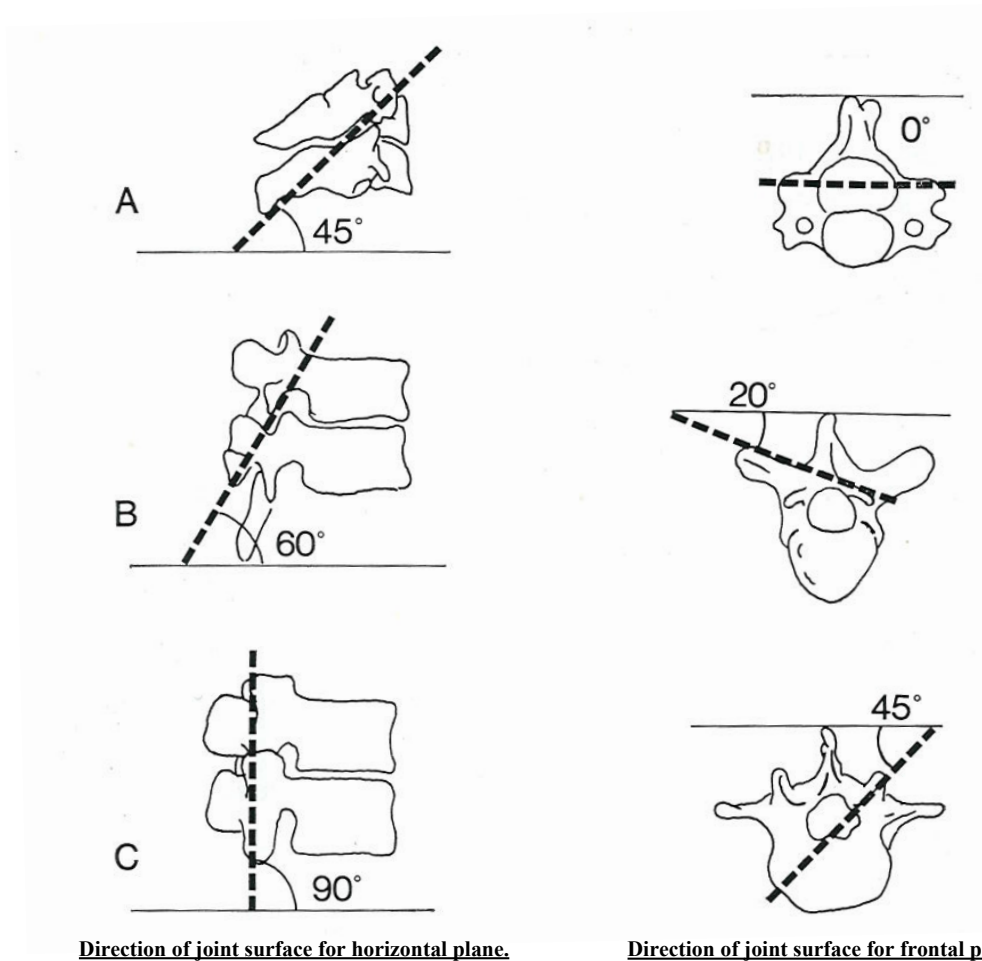 A
45°
0°
B
60°
20°
C
90°
45°
Direction of joint surface for horizontal plane.
Direction of joint surface for frontal p